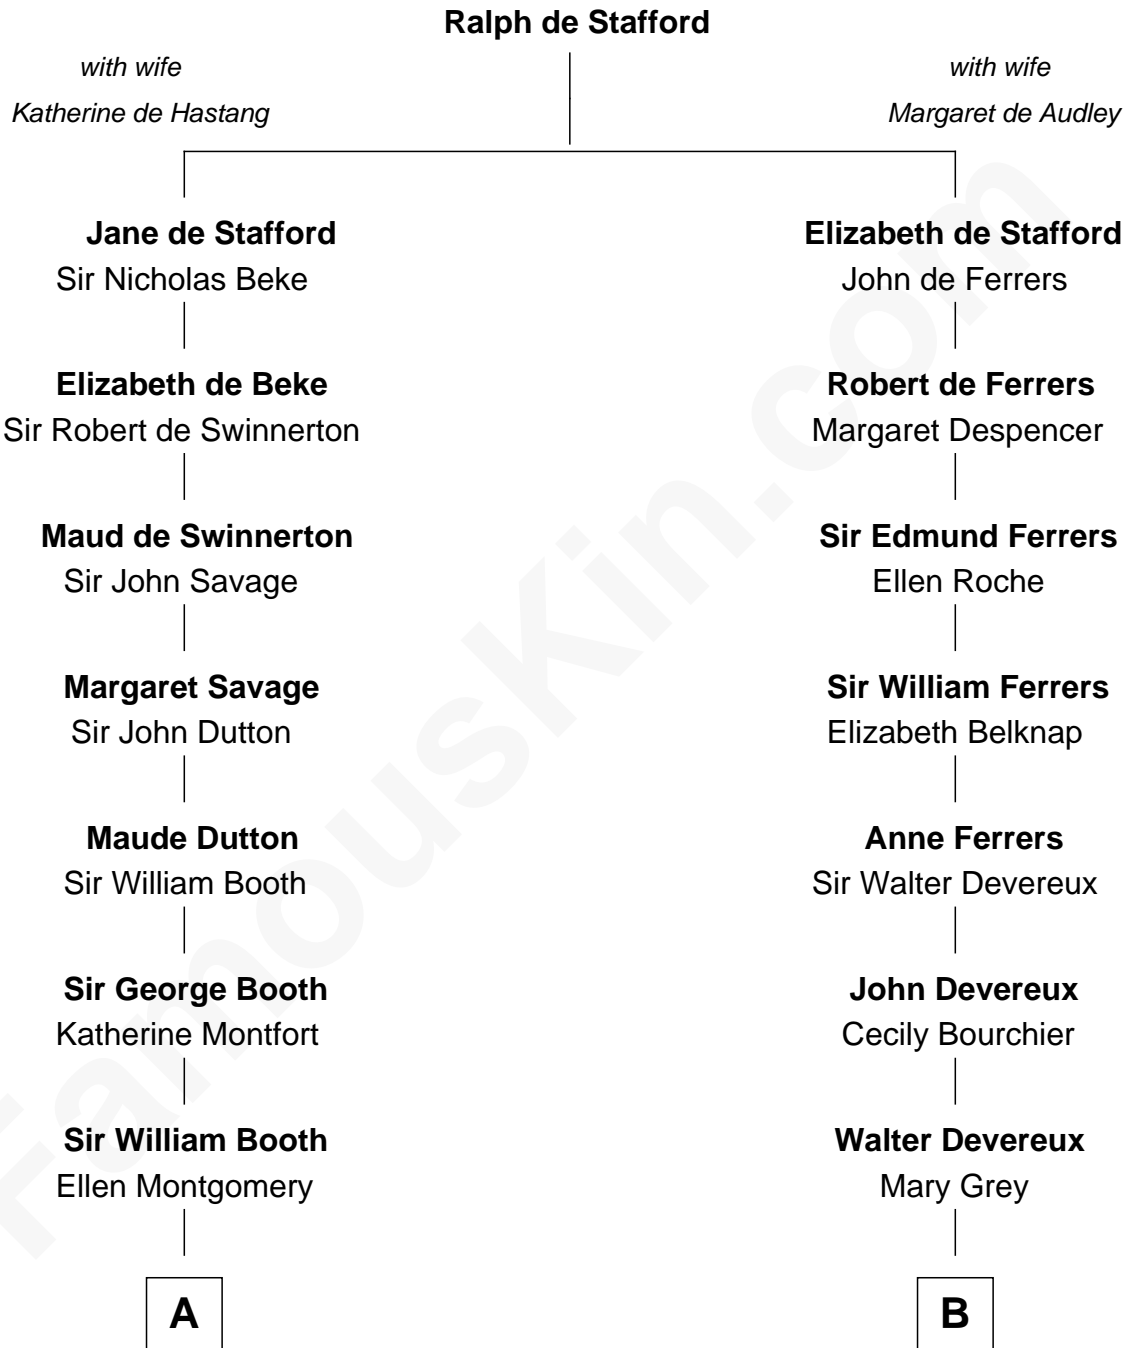 Ralph de Stafford
with wife
Katherine de Hastang
with wife
Margaret de Audley
Jane de Stafford
Sir Nicholas Beke
Elizabeth de Stafford
John de Ferrers
Elizabeth de Beke
Sir Robert de Swinnerton
Robert de Ferrers
Margaret Despencer
Maud de Swinnerton
Sir John Savage
Sir Edmund Ferrers
Ellen Roche
Margaret Savage
Sir John Dutton
Sir William Ferrers
Elizabeth Belknap
Maude Dutton
Sir William Booth
Anne Ferrers
Sir Walter Devereux
Sir George Booth
Katherine Montfort
John Devereux
Cecily Bourchier
Sir William Booth
Ellen Montgomery
Walter Devereux
Mary Grey
A
B
FamousKin.com